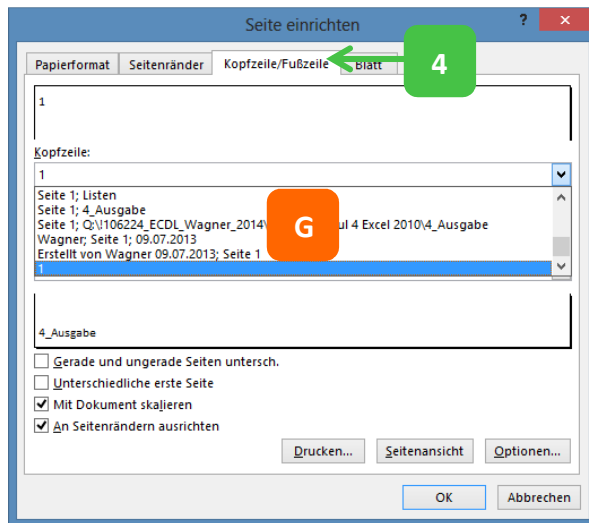 Seite einrichten
?
×
Papierformat Seitenränder Kopfzeile/Fußzeile Blatt
4
1
Kopfzeile:
1
Seite 1; Listen
Seite 1; 4_Ausgabe
Seite 1; Q:\!106224_ECDL_Wagner_2014\ ul 4 Excel 2010\4_Ausgabe
Wagner; Seite 1; 09.07.2013
Erstellt von Wagner 09.07.2013; Seite 1
1
G
4_Ausgabe
Gerade und ungerade Seiten untersch.
Unterschiedliche erste Seite
Mit Dokument skalieren
An Seitenrändern ausrichten
Drucken... Seitenansicht Optionen...
OK Abbrechen